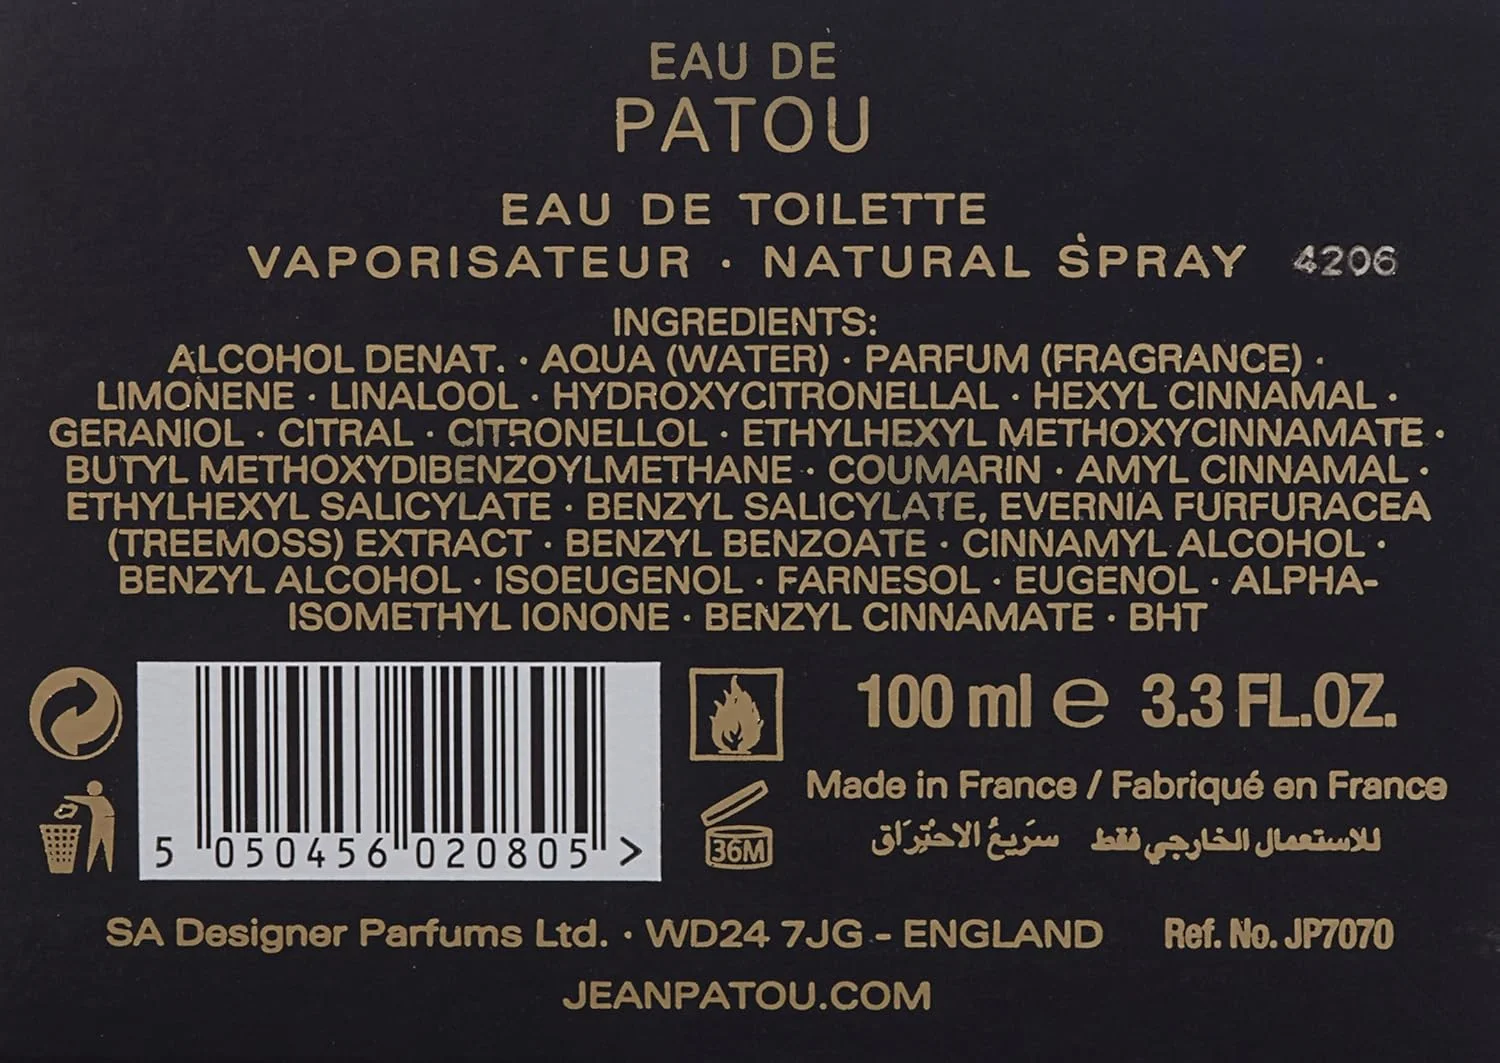 EAU DE
PATOU
EAU DE TOILETTE
VAPORISATEUR · NATURAL SPRAY 4206
INGREDIENTS:
ALCOHOL DENAT. · AQUA (WATER) · PARFUM (FRAGRANCE) ·
LIMONENE · LINALOOL · HYDROXYCITRONELLAL · HEXYL CINNAMAL ·
GERANIOL · CITRAL · CITRONELLOL · ETHYLHEXYL METHOXYCINNAMATE ·
BUTYL METHOXYDIBENZOYLMETHANE · COUMARIN · AMYL CINNAMAL ·
ETHYLHEXYL SALICYLATE · BENZYL SALICYLATE, EVERNIA FURFURACEA
(TREEMOSS) EXTRACT · BENZYL BENZOATE · CINNAMYL ALCOHOL ·
BENZYL ALCOHOL · ISOEUGENOL · FARNESOL · EUGENOL · ALPHA-
ISOMETHYL IONONE · BENZYL CINNAMATE · BHT
5 050456 020805 >
36M
100 ml e 3.3 FL.OZ.
Made in France / Fabriqué en France
للاستعمال الخارجي فقط سَرِيعُ الاحْتِرَاق
SA Designer Parfums Ltd. · WD24 7JG - ENGLAND Ref. No. JP7070
JEANPATOU.COM